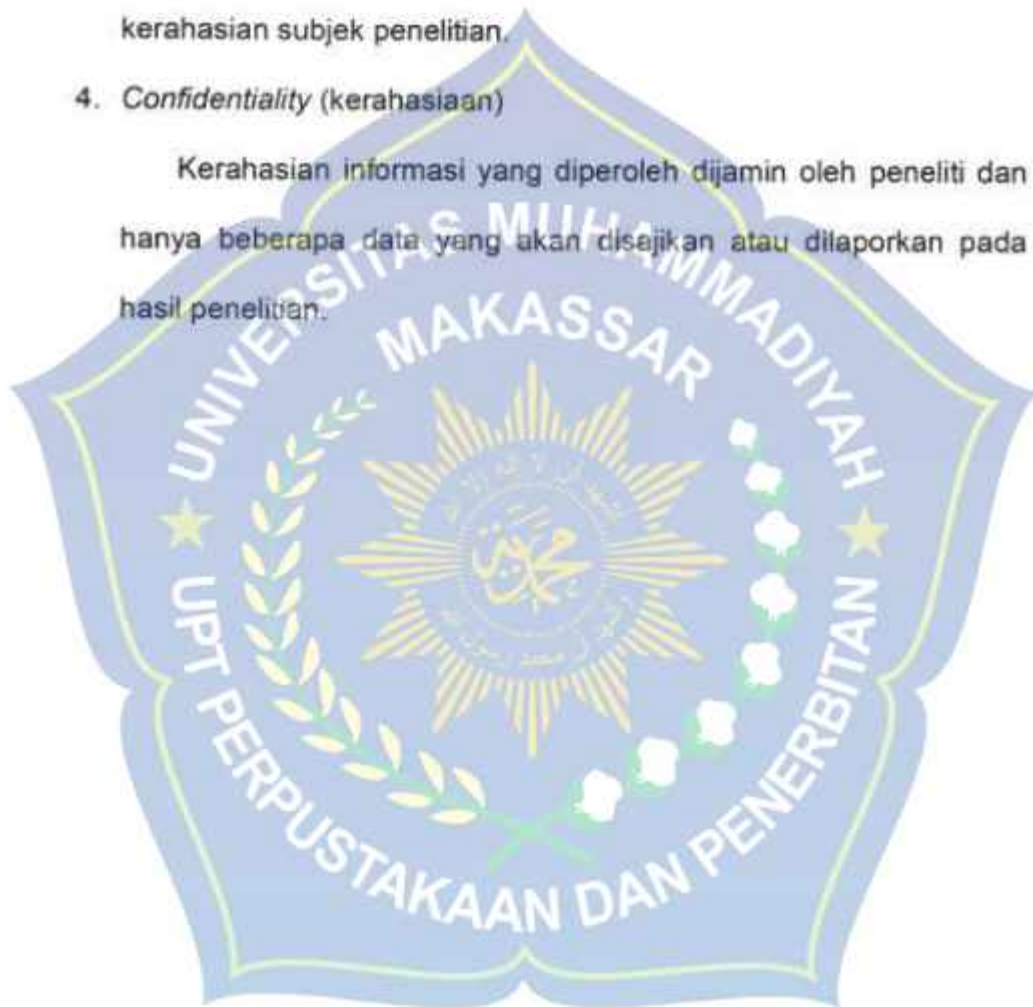 kerahasian subjek penelitian.
4. Confidentiality (kerahasiaan)
Kerahasian informasi yang diperoleh dijamin oleh peneliti dan
hanya beberapa data yang akan disajikan atau dilaporkan pada
hasil penelitian.
UNIVERSITAS MUHAMMADIYAH
MAKASSAR
محمد
UPT PERPUSTAKAAN DAN PENERBITAN